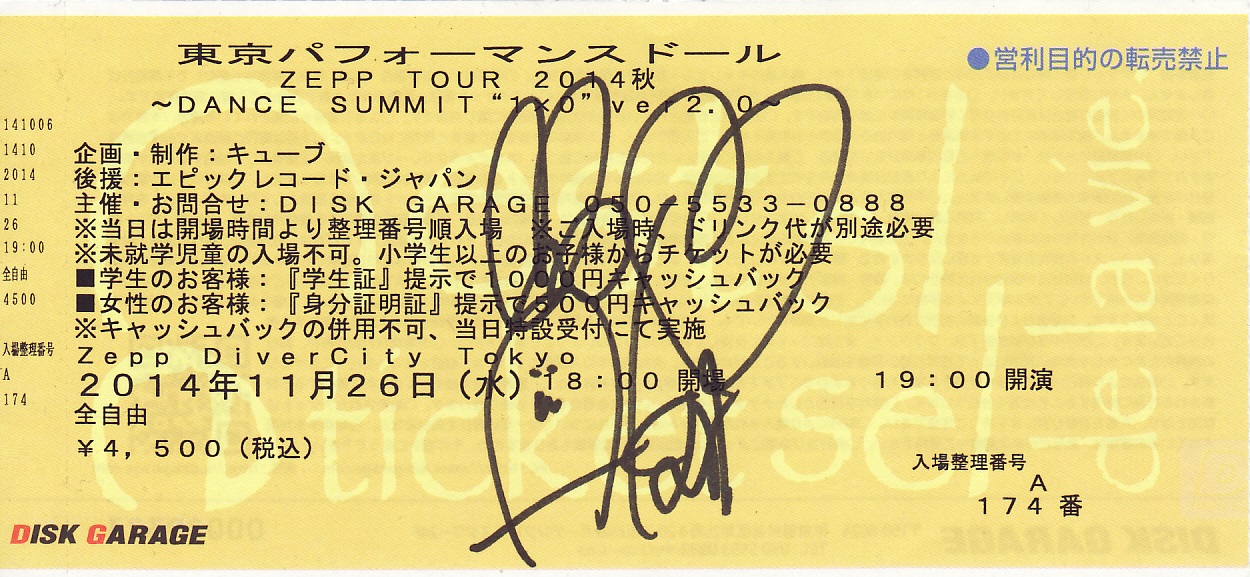 東京パフォーマンスドール
ZEPP TOUR 2014秋
～DANCE SUMMIT“1×0”ver2.0～
●営利目的の転売禁止
141006
1410
2014
11
26
19:00
全自由
4500
入場整理番号
A
174
企画・制作：キューブ
後援：エピックレコード・ジャパン
主催・お問合せ：DISK GARAGE 050-5533-0888
※当日は開場時間より整理番号順入場 ※ご入場時、ドリンク代が別途必要
※未就学児童の入場不可。小学生以上のお子様からチケットが必要
■学生のお客様：『学生証』提示で1000円キャッシュバック
■女性のお客様：『身分証明証』提示で500円キャッシュバック
※キャッシュバックの併用不可、当日特設受付にて実施
Zepp DiverCity Tokyo
2014年11月26日（水）18：00 開場 19：00 開演
全自由
￥4，500（税込）
入場整理番号
A
174 番
DISK GARAGE
de la vie.